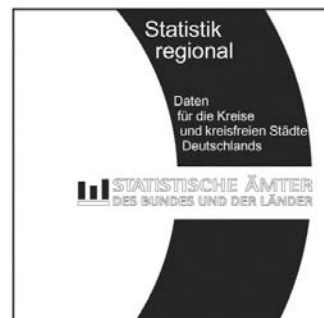 Statistik
regional
Daten
für die Kreise
und kreisfreien Städte
Deutschlands
STATISTISCHE ÄMTER
DES BUNDES UND DER LÄNDER